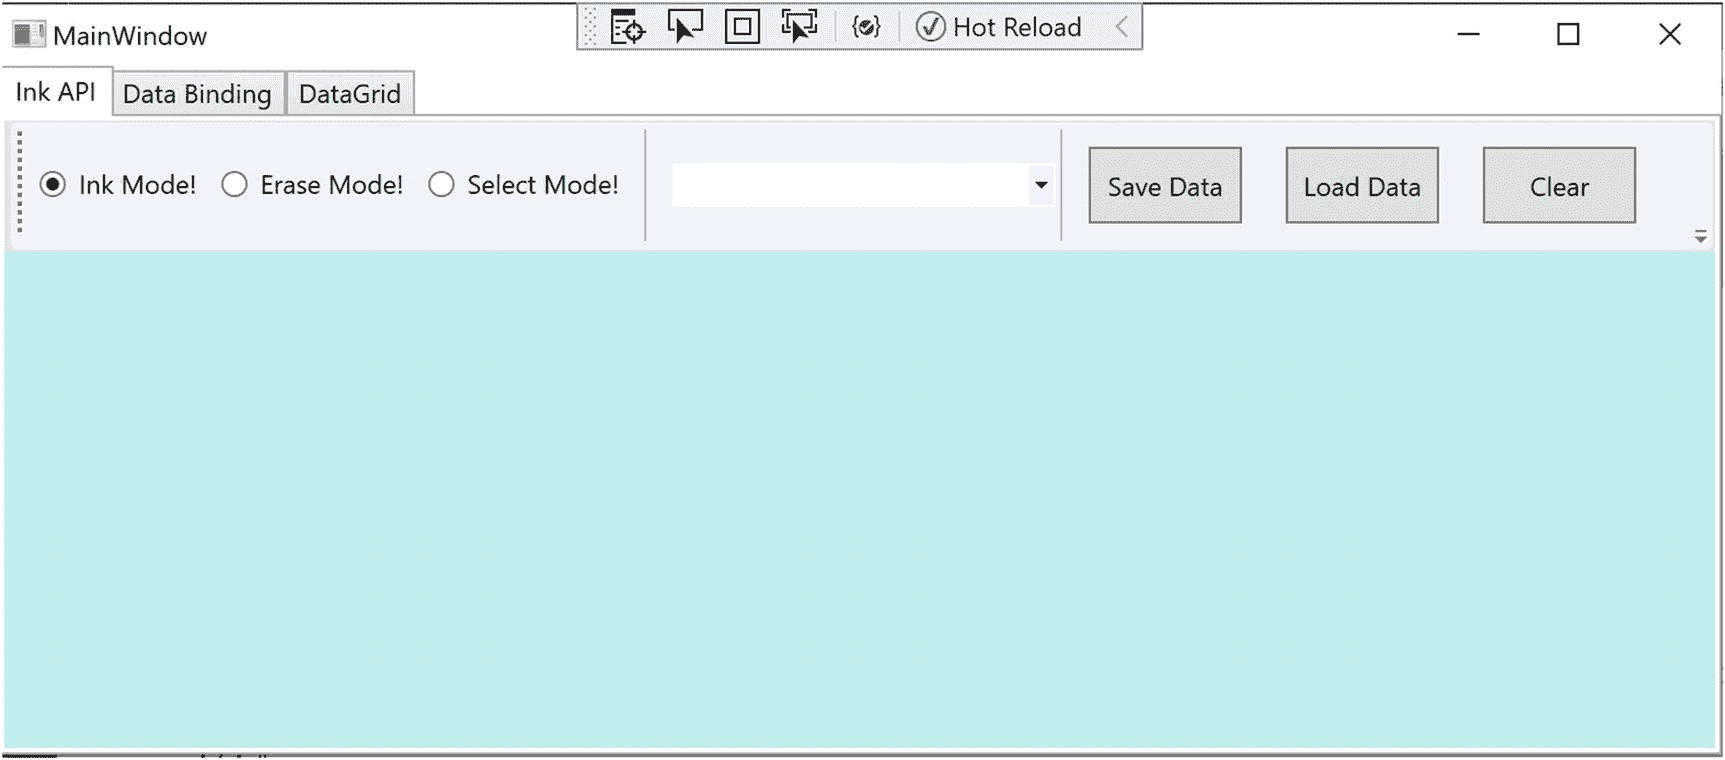 MainWindow
Hot Reload
Ink API
Data Binding
DataGrid
Ink Mode!
Erase Mode!
Select Mode!
Save Data
Load Data
Clear